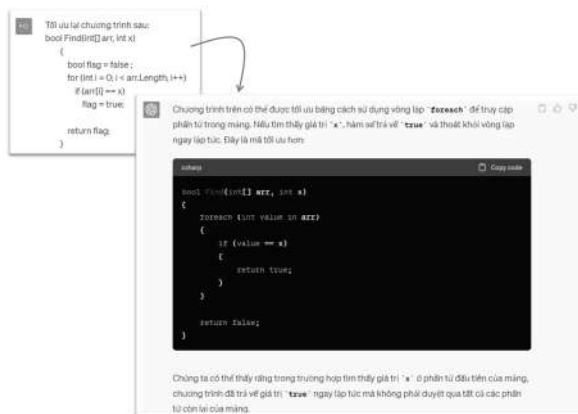 Tối ưu lại chương trình sau:
bool Find(int[] arr, int x)
{
bool flag = false ;
for (int i = 0; i < arr.Length; i++)
if (arr[i] == x)
flag = true;
return flag;
}
Chương trình trên có thể được tối ưu bằng cách sử dụng vòng lặp `foreach` để truy cập
phần tử trong mảng. Nếu tìm thấy giá trị `x`, hàm sẽ trả về `true` và thoát khỏi vòng lặp
ngay lập tức. Đây là mã tối ưu hơn:
csharp
Copy code
bool Find(int[] arr, int x)
{
foreach (int value in arr)
{
if (value == x)
{
return true;
}
}
return false;
}
Chúng ta có thể thấy rằng trong trường hợp tìm thấy giá trị `x` ở phần tử đầu tiên của mảng,
chương trình đã trả về giá trị `true` ngay lập tức mà không phải duyệt qua tất cả các phần
tử còn lại của mảng.